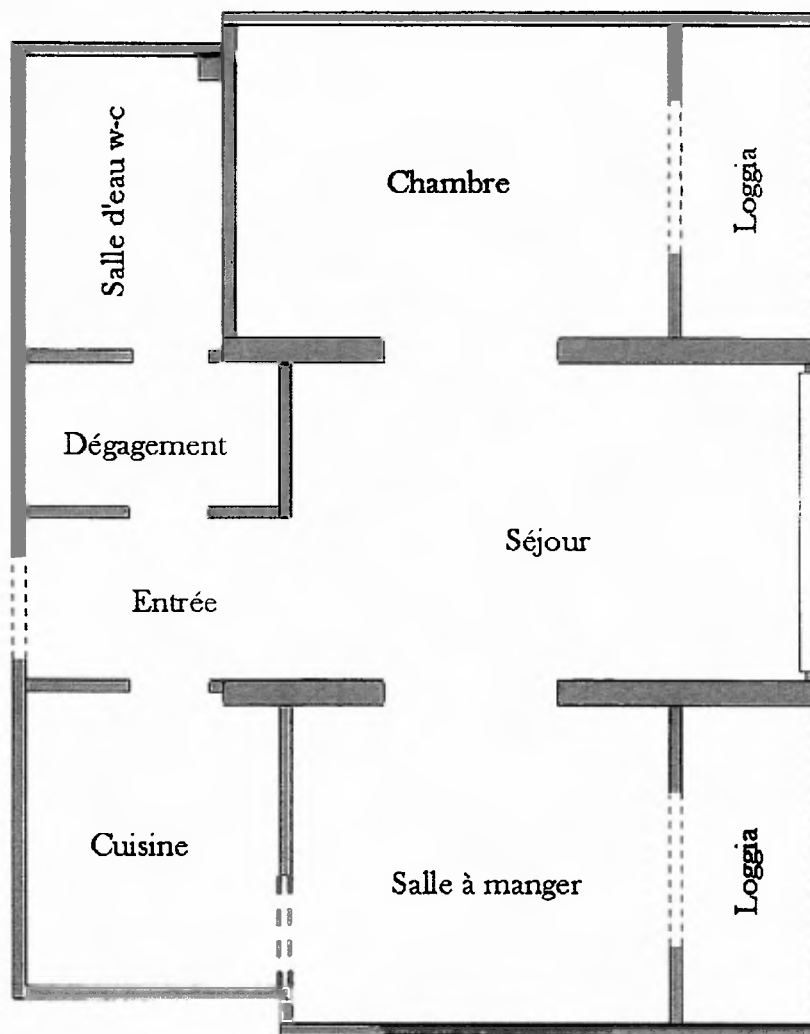 Salle d'eau w-c
Chambre
Loggia
Dégagement
Séjour
Entrée
Cuisine
Salle à manger
Loggia